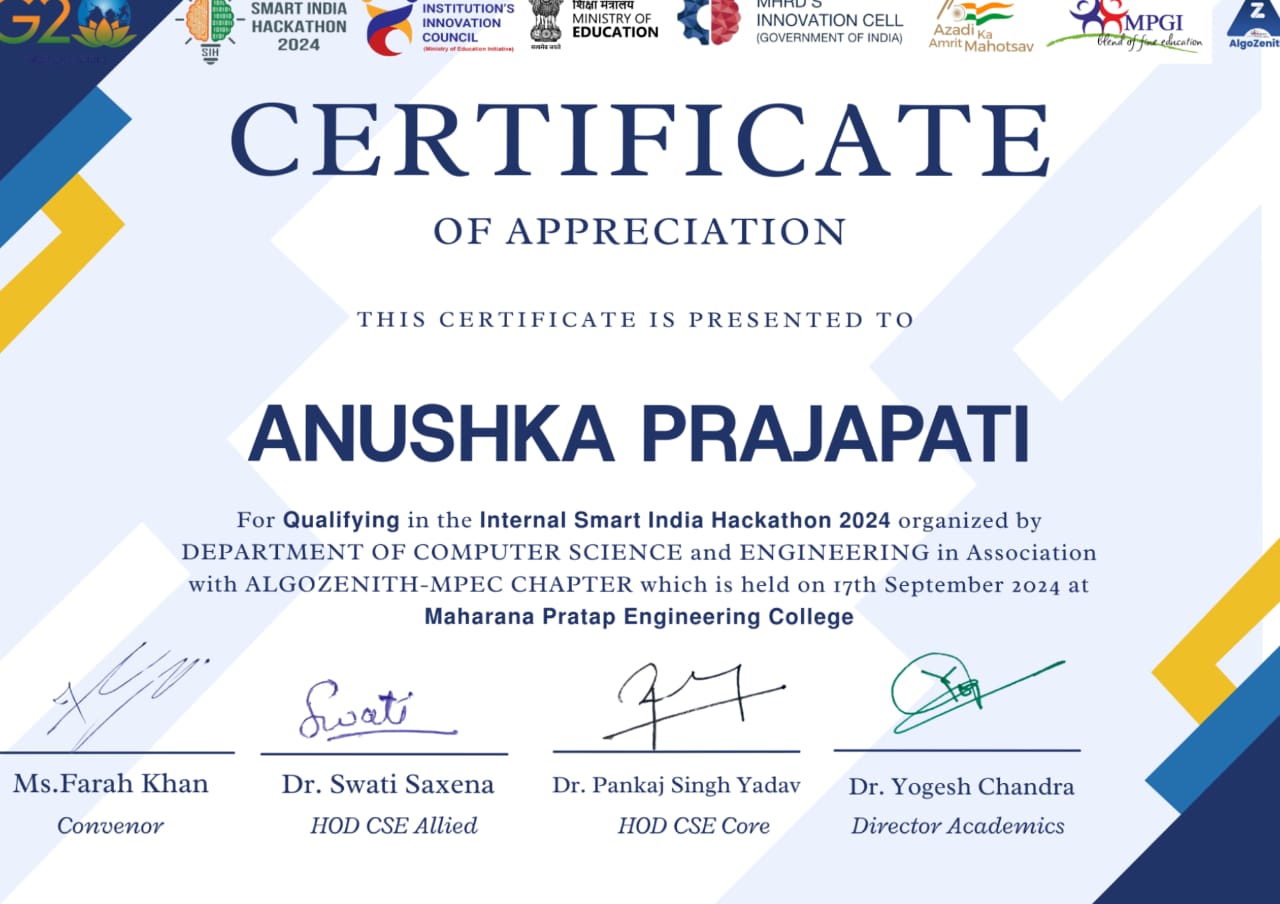 G2
SMART INDIA
HACKATHON
2024
SIH
INSTITUTION'S
INNOVATION
COUNCIL
(Ministry of Education Initiative)
शिक्षा मंत्रालय
MINISTRY OF
EDUCATION
सत्यमेव जयते
MHRD'S
INNOVATION CELL
(GOVERNMENT OF INDIA)
Azadi Ka
Amrit Mahotsav
MPGI
blend of fine education
Z
AlgoZenit
CERTIFICATE
OF APPRECIATION
THIS CERTIFICATE IS PRESENTED TO
ANUSHKA PRAJAPATI
For Qualifying in the Internal Smart India Hackathon 2024 organized by
DEPARTMENT OF COMPUTER SCIENCE and ENGINEERING in Association
with ALGOZENITH-MPEC CHAPTER which is held on 17th September 2024 at
Maharana Pratap Engineering College
Swati
Ms.Farah Khan
Convenor
Dr. Swati Saxena
HOD CSE Allied
Dr. Pankaj Singh Yadav
HOD CSE Core
Dr. Yogesh Chandra
Director Academics